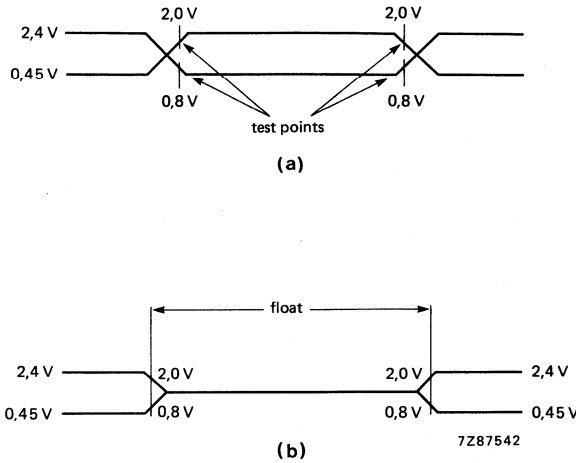 2,0 V 2,0 V
2,4 V
0,45 V
0,8 V 0,8 V
test points
(a)
float
2,4 V 2,0 V 2,0 V 2,4 V
0,45 V 0,8 V 0,8 V 0,45 V
7Z87542
(b)